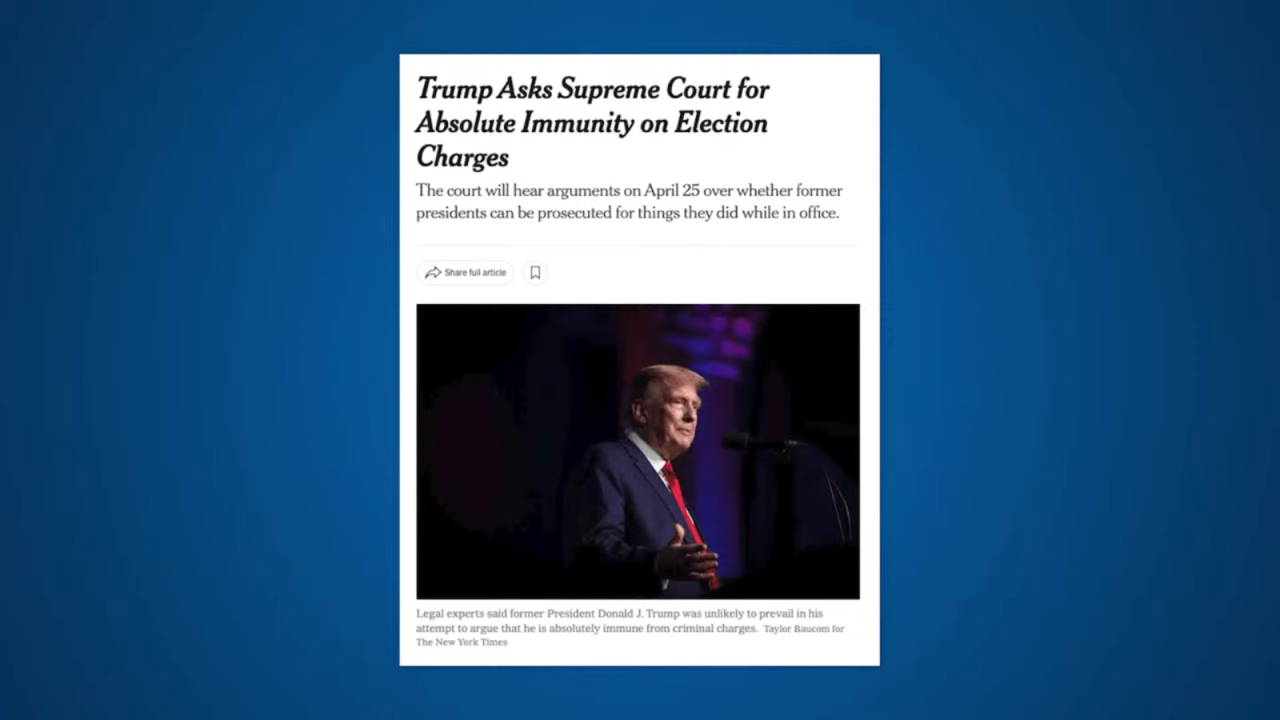 Trump Asks Supreme Court for
Absolute Immunity on Election
Charges
The court will hear arguments on April 25 over whether former
presidents can be prosecuted for things they did while in office.
Share full article
Legal experts said former President Donald J. Trump was unlikely to prevail in his
attempt to argue that he is absolutely immune from criminal charges. Taylor Baucom for
The New York Times